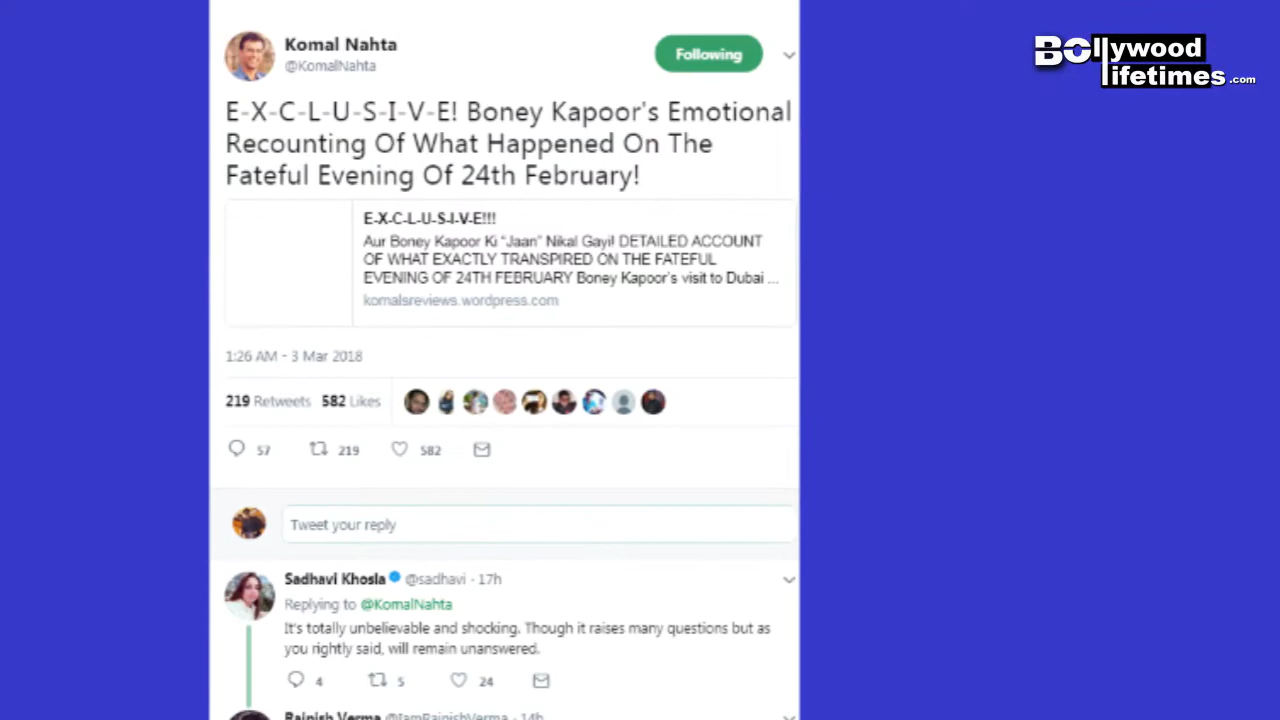 BOllywood
lifetimes.com
Komal Nahta
@KomalNahta
Following
E-X-C-L-U-S-I-V-E! Boney Kapoor's Emotional
Recounting Of What Happened On The
Fateful Evening Of 24th February!
E-X-C-L-U-S-I-V-E!!!
Aur Boney Kapoor Ki “Jaan” Nikal Gayi! DETAILED ACCOUNT
OF WHAT EXACTLY TRANSPIRED ON THE FATEFUL
EVENING OF 24TH FEBRUARY Boney Kapoor's visit to Dubai ...
komalsreviews.wordpress.com
1:26 AM - 3 Mar 2018
219 Retweets 582 Likes
57 219 582
Tweet your reply
Sadhavi Khosla @sadhavi · 17h
Replying to @KomalNahta
It's totally unbelievable and shocking. Though it raises many questions but as
you rightly said, will remain unanswered.
4 5 24
Rajnish Verma @IamRajnishVerma · 14h